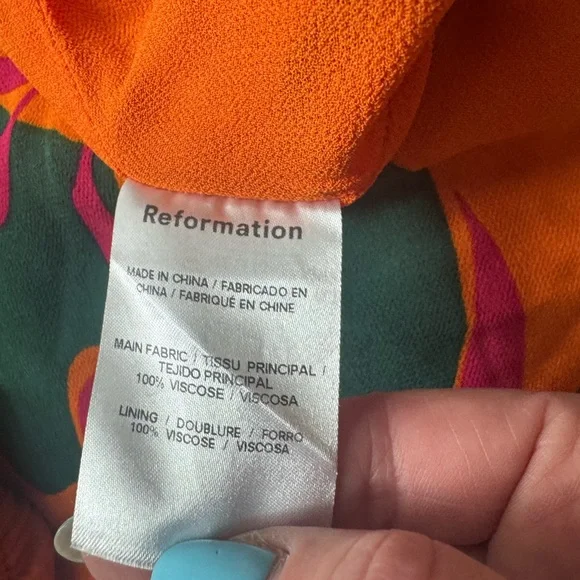 Reformation
MADE IN CHINA / FABRICADO EN
CHINA / FABRIQUÉ EN CHINE
MAIN FABRIC / TISSU PRINCIPAL /
TEJIDO PRINCIPAL
100% VISCOSE / VISCOSA
LINING / DOUBLURE / FORRO
100% VISCOSE / VISCOSA